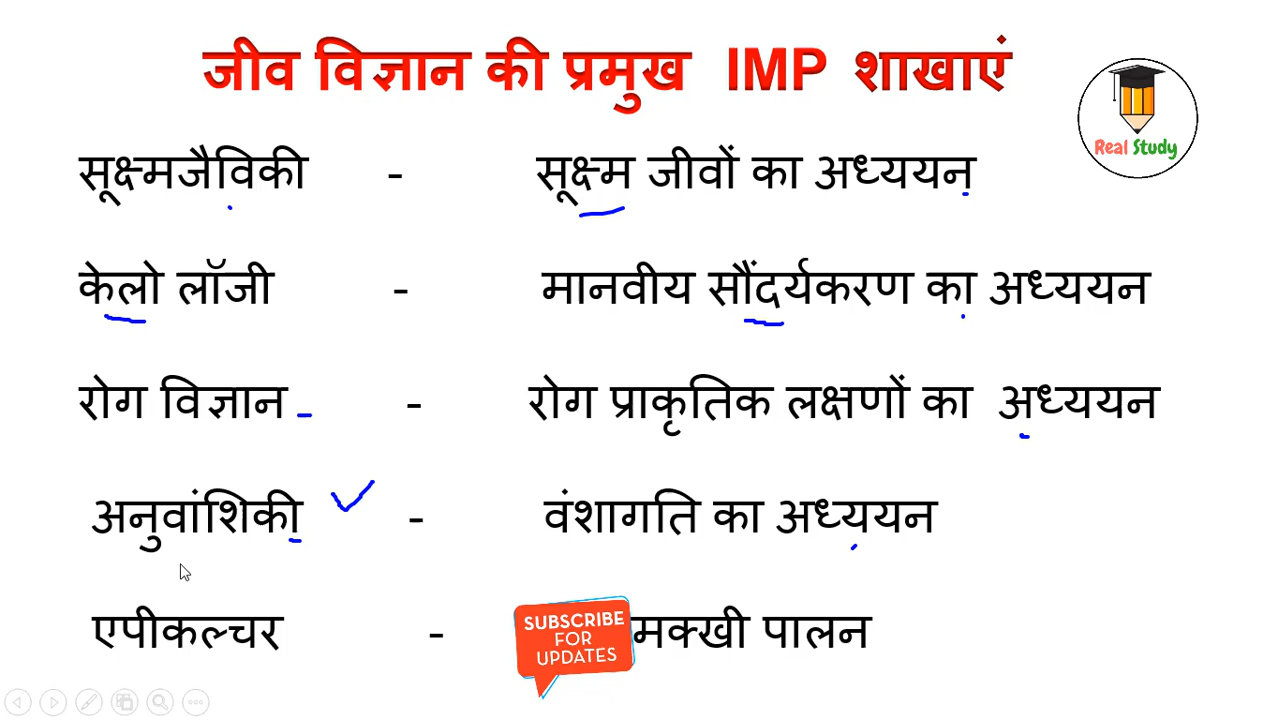 जीव विज्ञान की प्रमुख IMP शाखाएं
Real Study
सूक्ष्मजैविकी - सूक्ष्म जीवों का अध्ययन
केलो लॉजी - मानवीय सौंदर्यकरण का अध्ययन
रोग विज्ञान - रोग प्राकृतिक लक्षणों का अध्ययन
अनुवांशिकी - वंशागति का अध्ययन
एपीकल्चर - मक्खी पालन
SUBSCRIBE
FOR
UPDATES